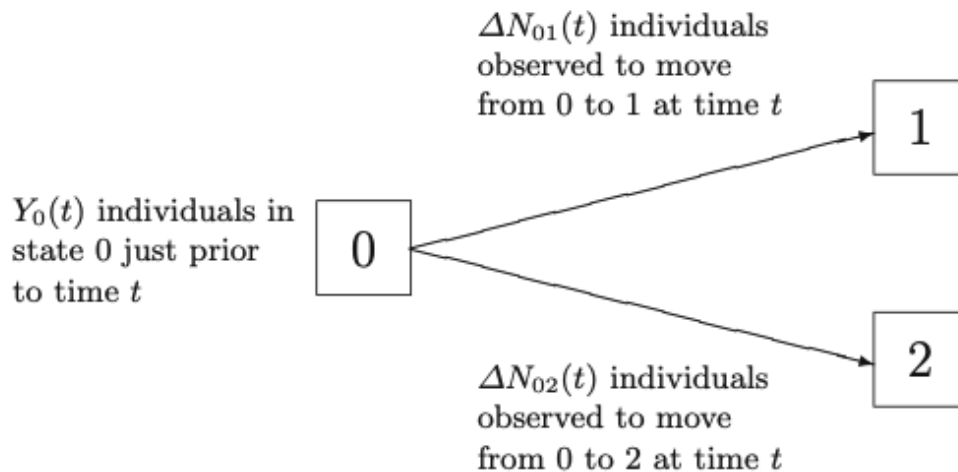 ΔN₀₁(t) individuals
observed to move
from 0 to 1 at time t
1
Y₀(t) individuals in
state 0 just prior
to time t
0
2
ΔN₀₂(t) individuals
observed to move
from 0 to 2 at time t